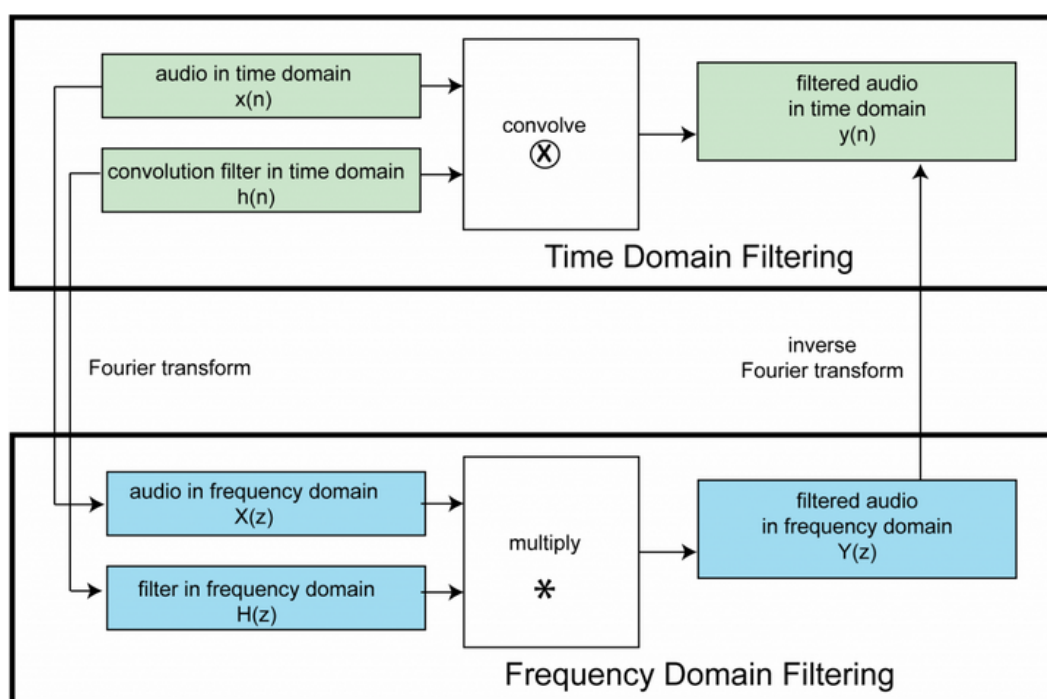 audio in time domain
x(n)
convolution filter in time domain
h(n)
convolve
X
filtered audio
in time domain
y(n)
Time Domain Filtering
Fourier transform
inverse
Fourier transform
audio in frequency domain
X(z)
filter in frequency domain
H(z)
multiply
*
filtered audio
in frequency domain
Y(z)
Frequency Domain Filtering